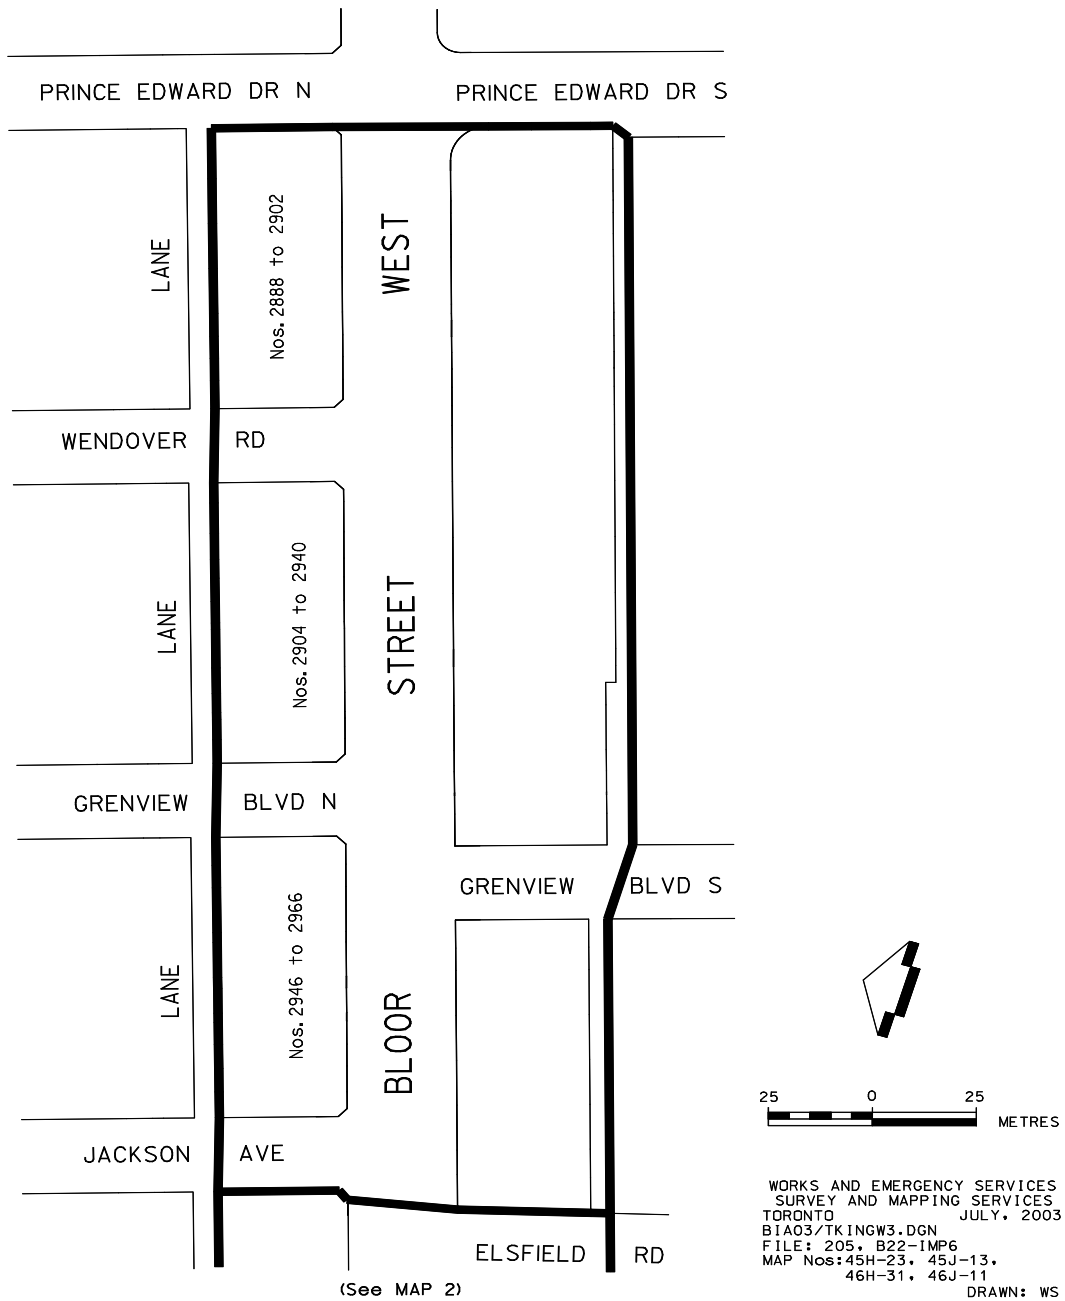 PRINCE EDWARD DR N
PRINCE EDWARD DR S
LANE
Nos. 2888 to 2902
WEST
WENDOVER RD
LANE
Nos. 2904 to 2940
STREET
GRENVIEW BLVD N
GRENVIEW BLVD S
LANE
Nos. 2946 to 2966
BLOOR
JACKSON AVE
ELSFIELD RD
(See MAP 2)
25 0 25
METRES
WORKS AND EMERGENCY SERVICES
SURVEY AND MAPPING SERVICES
TORONTO JULY, 2003
BIA03/TKINGW3.DGN
FILE: 205, B22-IMP6
MAP Nos:45H-23, 45J-13,
46H-31, 46J-11
DRAWN: WS